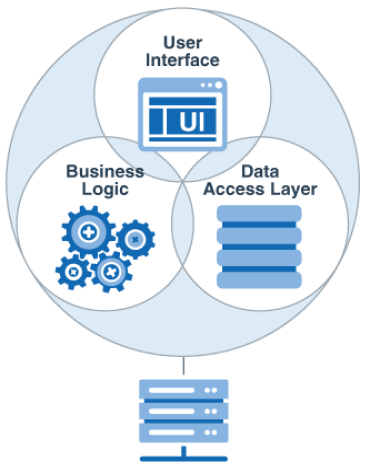 User
Interface
UI
Business
Logic
Data
Access Layer